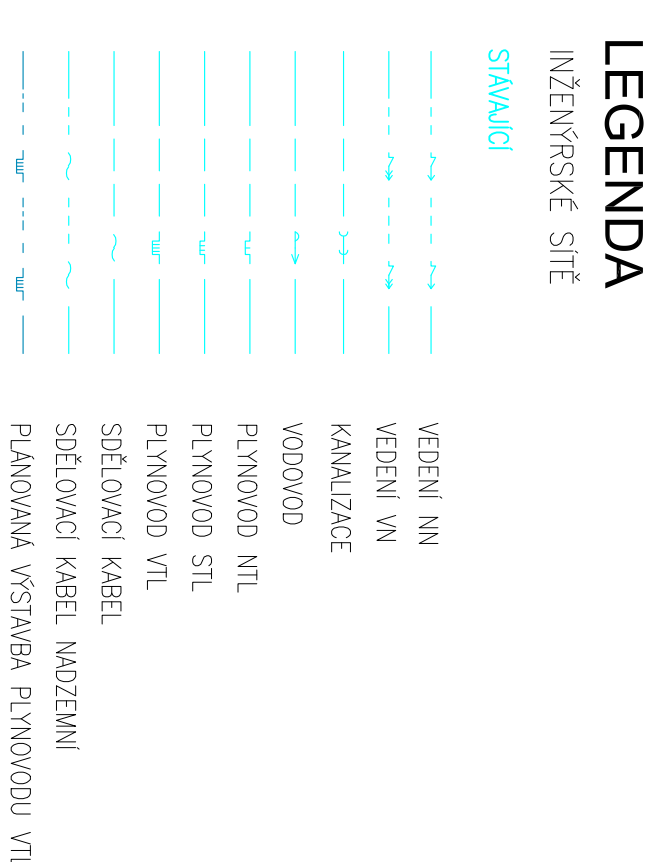 LEGENDA
INŽENÝRSKÉ SÍTĚ
STÁVAJÍCÍ
VEDENÍ NN
VEDENÍ VN
KANALIZACE
VODOVOD
PLYNOVOD NTL
PLYNOVOD STL
PLYNOVOD VTL
SDĚLOVACÍ KABEL
SDĚLOVACÍ KABEL NADZEMNÍ
PLÁNOVANÁ VÝSTAVBA PLYNOVODU VTL